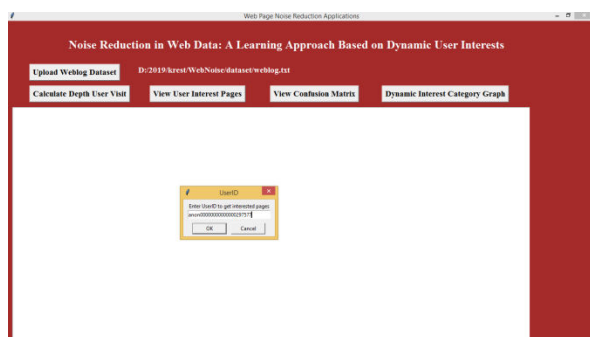 Web Page Noise Reduction Applications
Noise Reduction in Web Data: A Learning Approach Based on Dynamic User Interests
Upload Weblog Dataset D:/2019/krest/WebNoise/dataset/weblog.txt
Calculate Depth User Visit View User Interest Pages View Confusion Matrix Dynamic Interest Category Graph
UserID
Enter UserID to get interested pages
OK Cancel